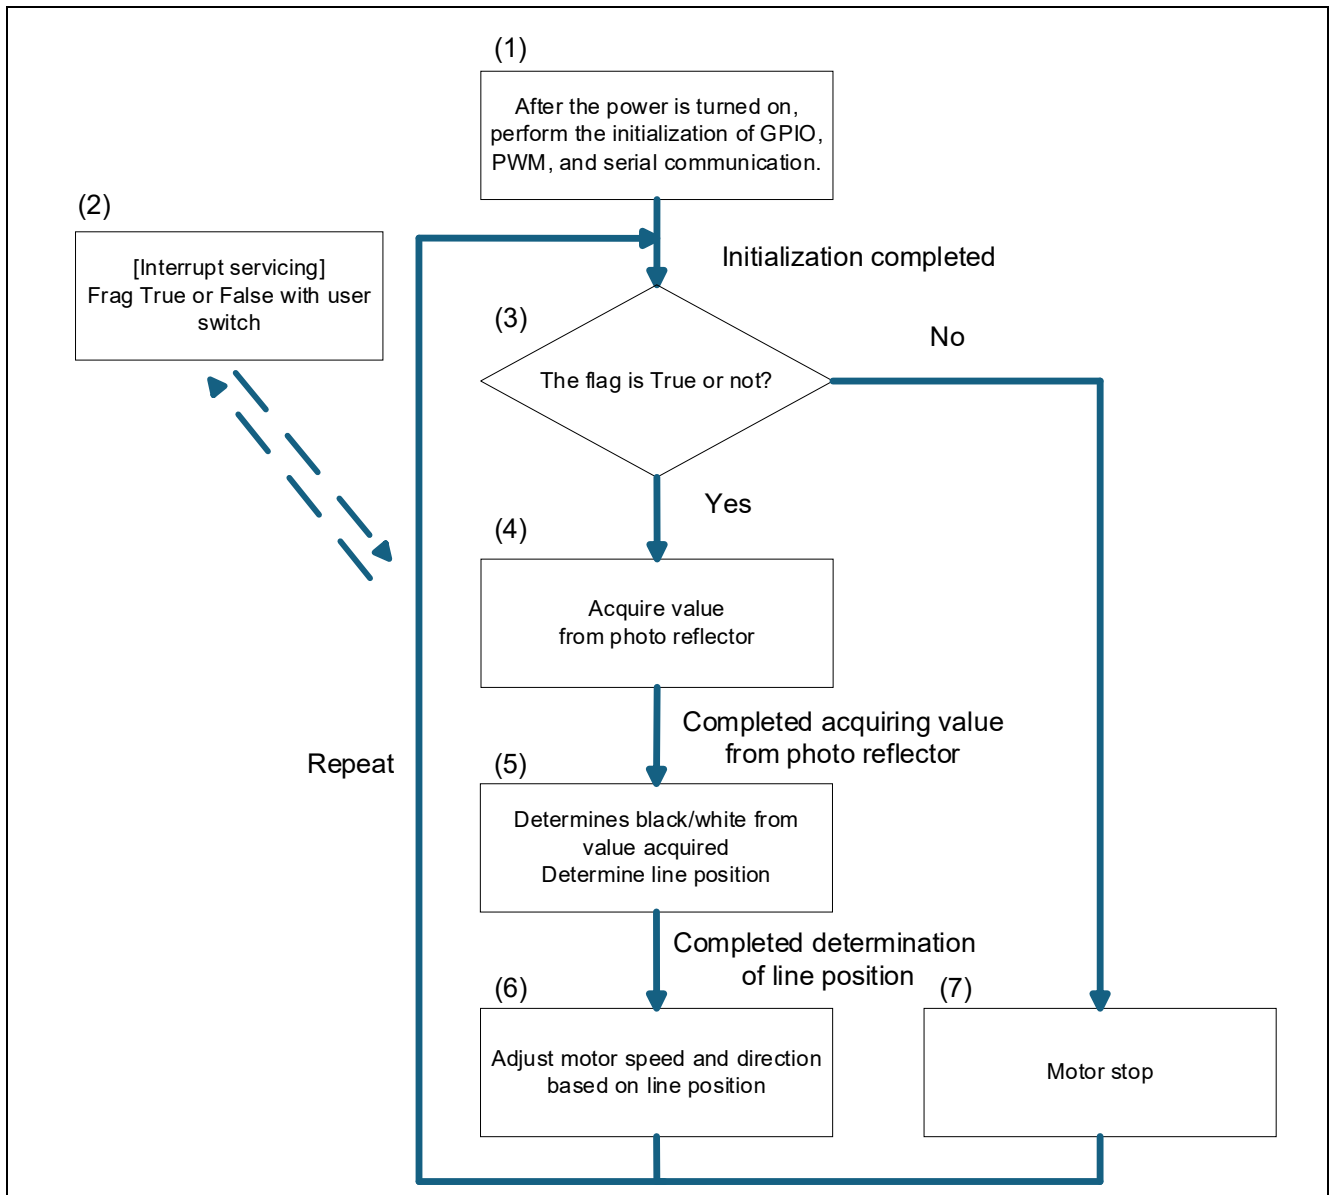 (1)
After the power is turned on,
perform the initialization of GPIO,
PWM, and serial communication.
(2)
[Interrupt servicing]
Frag True or False with user
switch
Initialization completed
(3)
The flag is True or not?
No
Yes
(4)
Acquire value
from photo reflector
Completed acquiring value
from photo reflector
Repeat
(5)
Determines black/white from
value acquired
Determine line position
Completed determination
of line position
(6)
Adjust motor speed and direction
based on line position
(7)
Motor stop